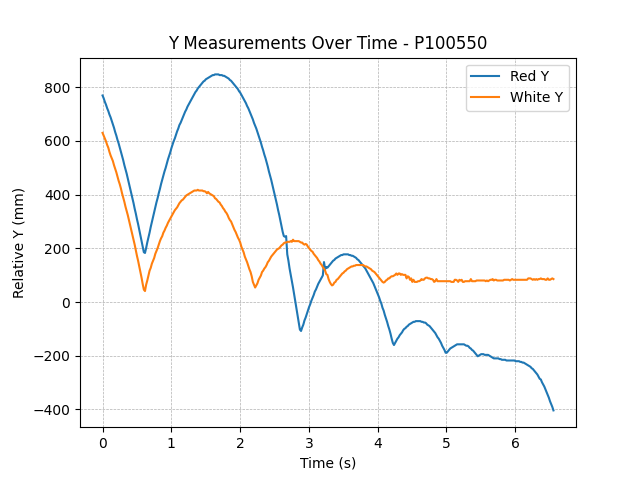 Y Measurements Over Time - P100550
Red Y
White Y
Relative Y (mm)
800
600
400
200
0
−200
−400
0 1 2 3 4 5 6
Time (s)